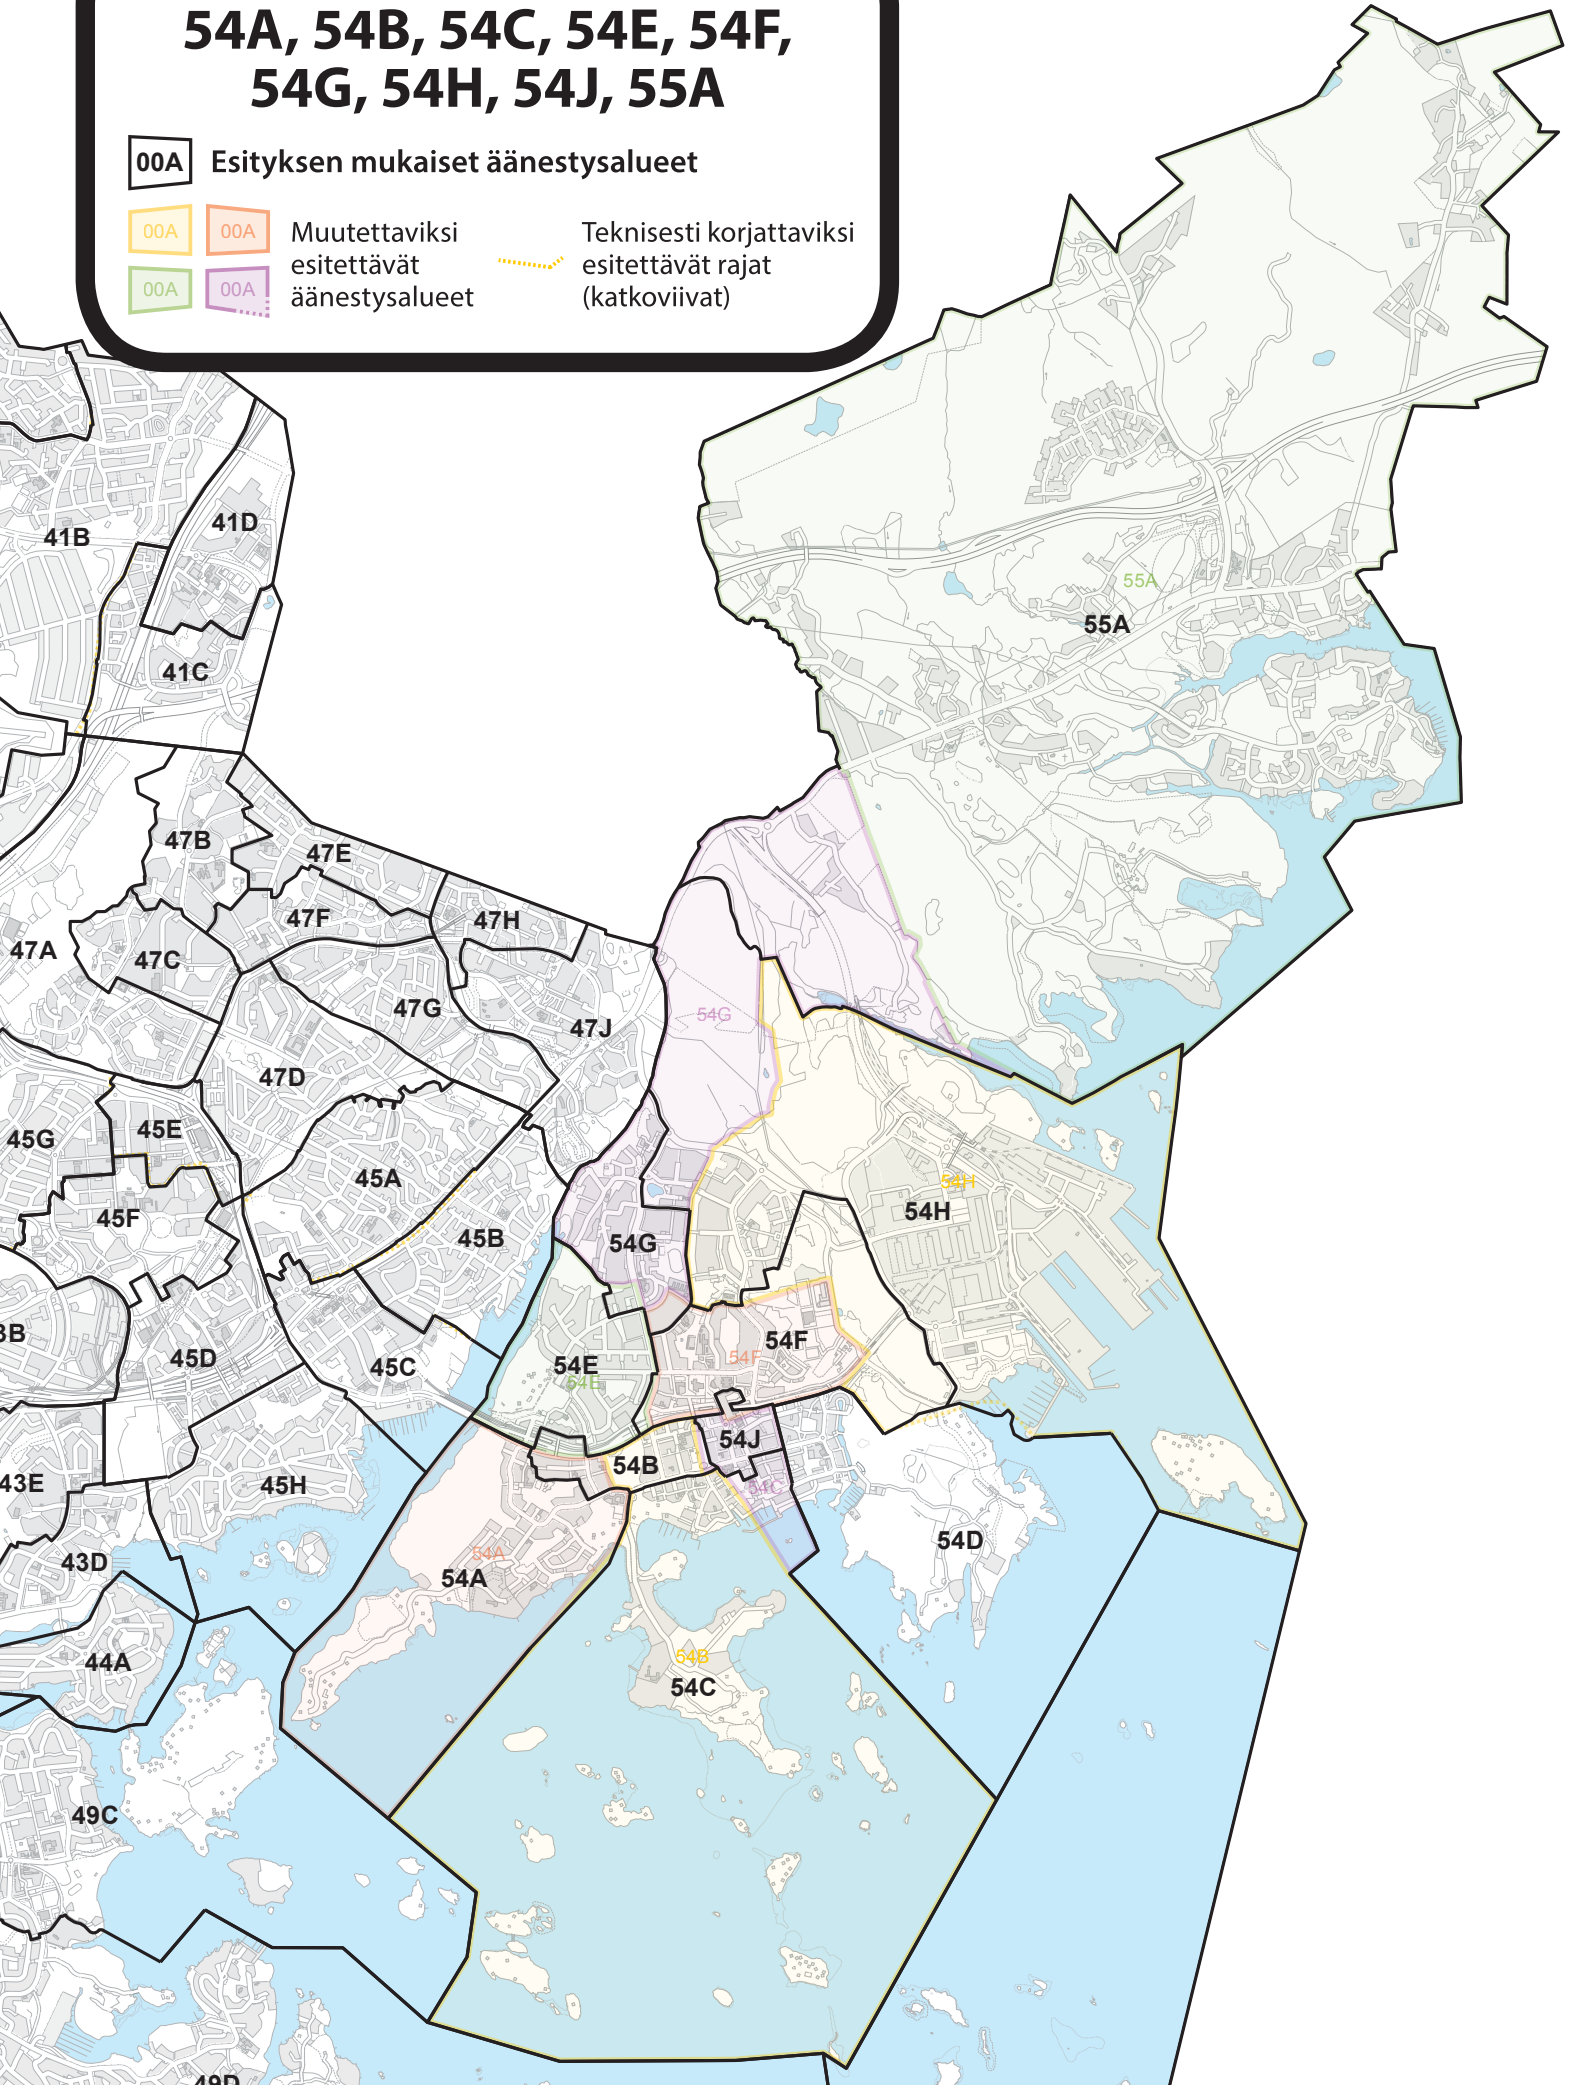 54A, 54B, 54C, 54E, 54F,
54G, 54H, 54J, 55A
00A Esityksen mukaiset äänestysalueet
00A 00A
00A 00A
Muutettaviksi
esitettävät
äänestysalueet
Teknisesti korjattaviksi
esitettävät rajat
(katkoviivat)
41D
41B
55A
55A
41C
47B
47E
47F
47H
47A
47C
47G
54G
47J
47D
45E
45G
45A
54H
54H
45F
45B
54G
3B
54F
45D
54F
45C
54E
54E
54J
54B
43E
45H
54C
54D
43D
54A
54A
44A
54B
54C
49C
49D